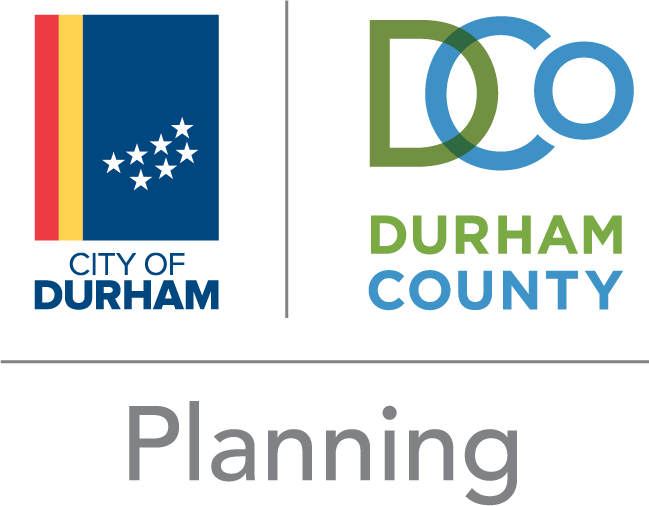 CITY OF
DURHAM
DCo
DURHAM
COUNTY
Planning